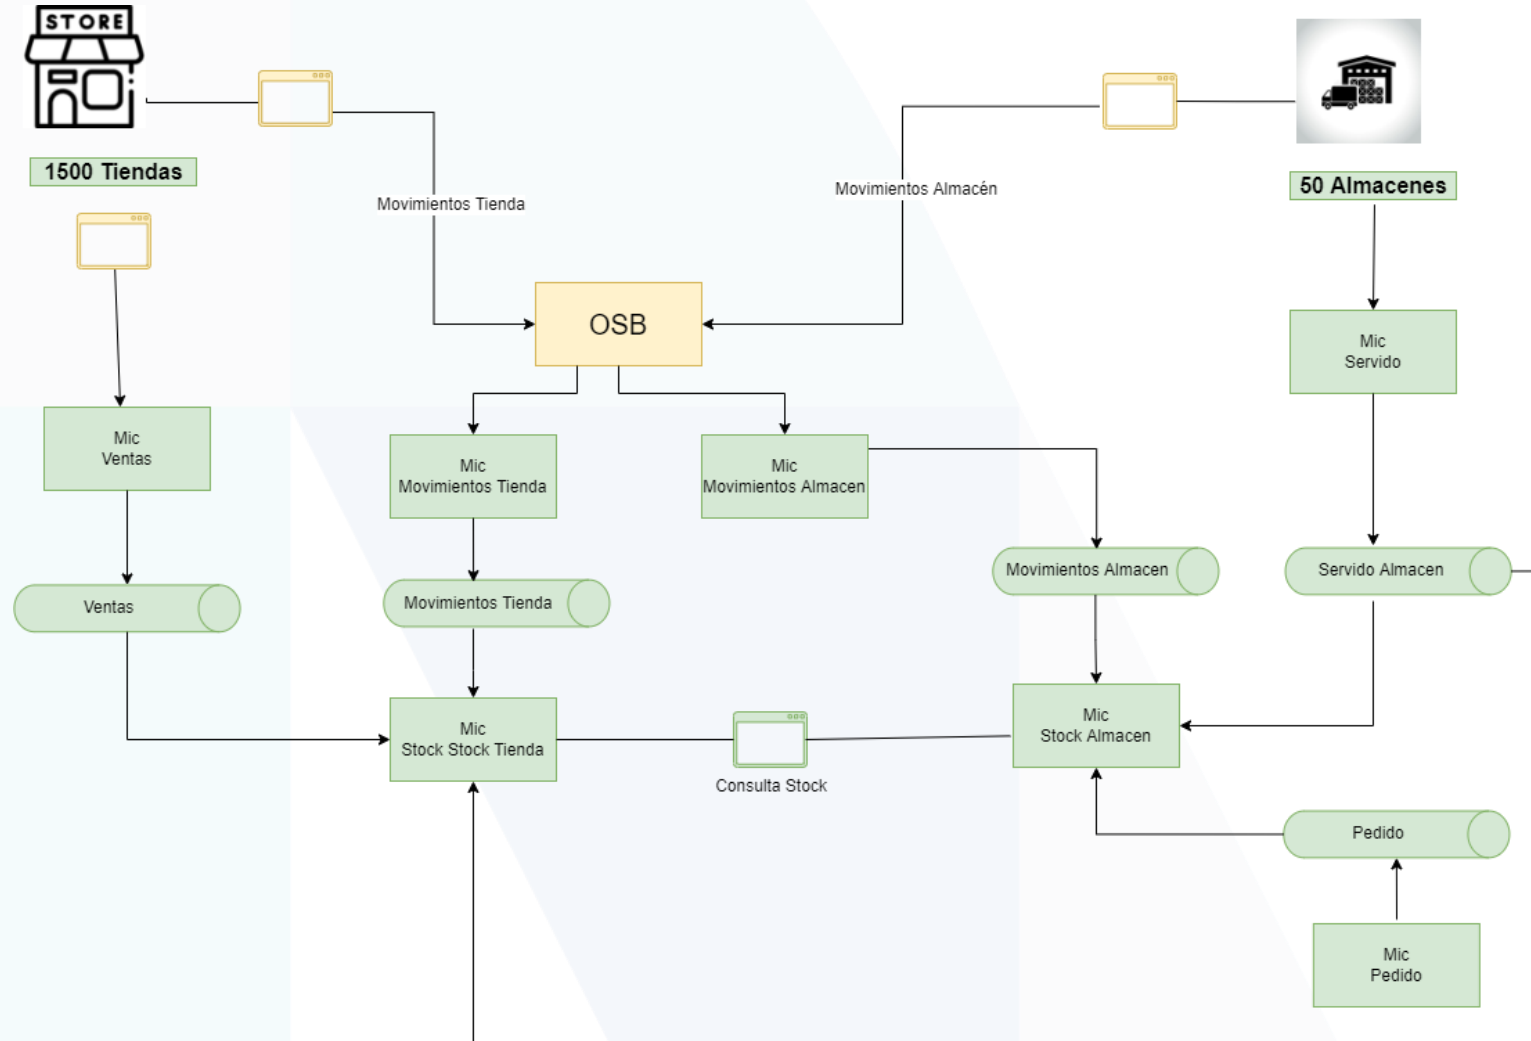 STORE
1500 Tiendas
50 Almacenes
Movimientos Tienda
Movimientos Almacén
OSB
Mic
Servido
Mic
Ventas
Mic
Movimientos Tienda
Mic
Movimientos Almacen
Ventas
Movimientos Tienda
Movimientos Almacen
Servido Almacen
Mic
Stock Stock Tienda
Consulta Stock
Mic
Stock Almacen
Pedido
Mic
Pedido